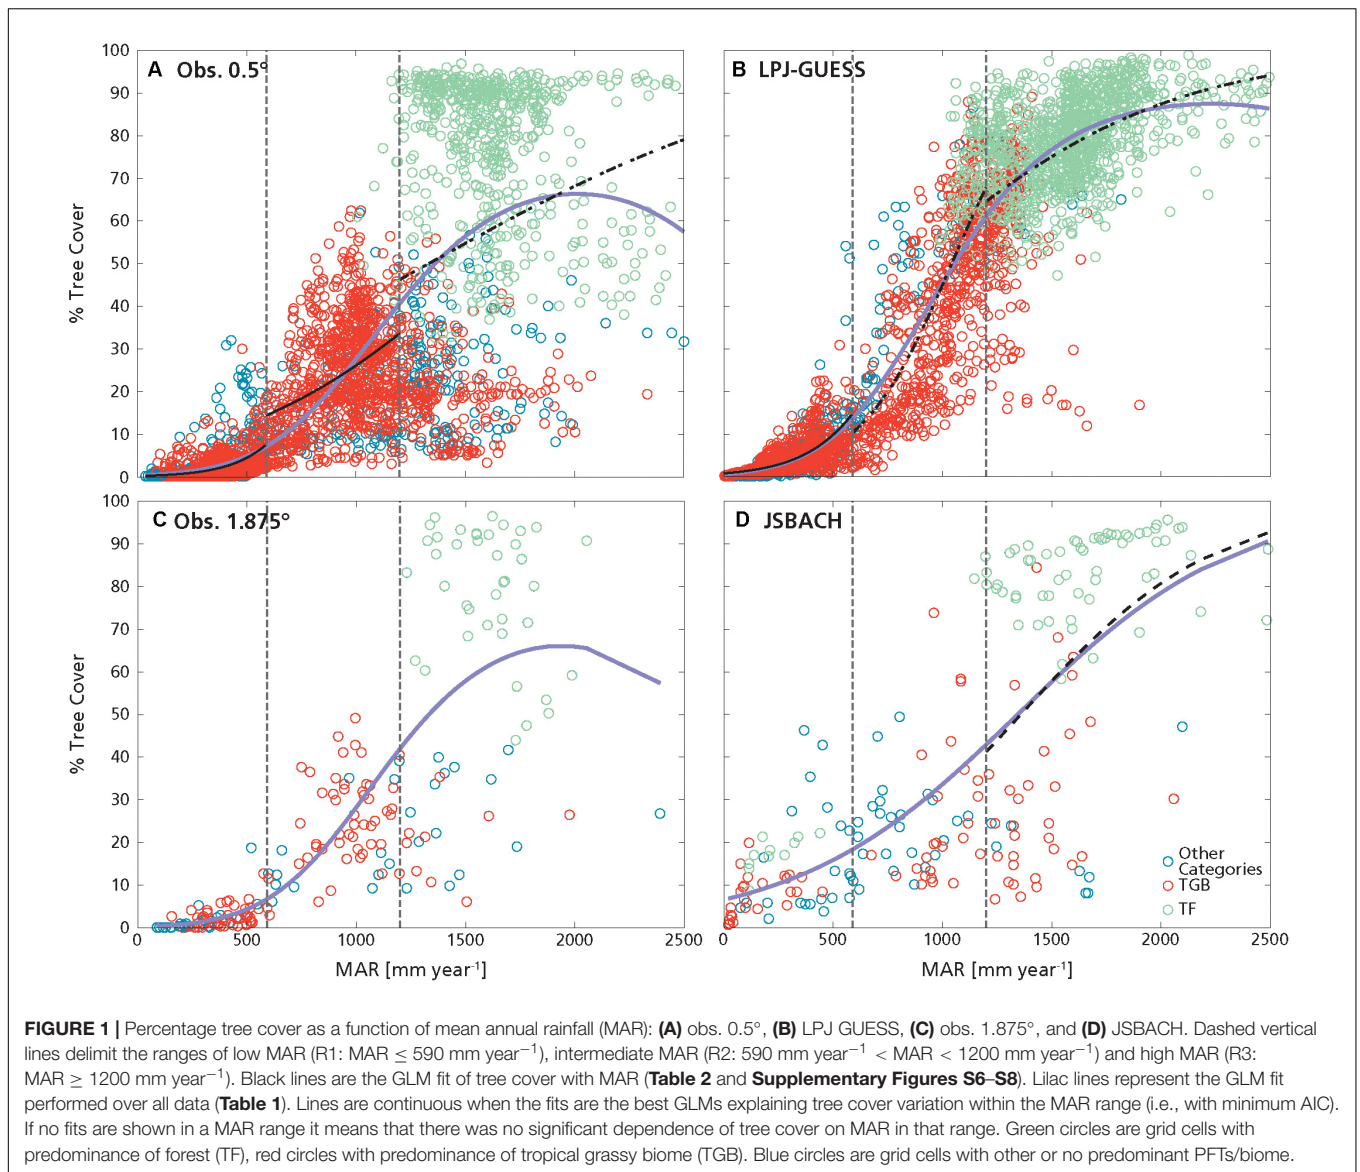 A Obs. 0.5°
B LPJ-GUESS
100
90
80
70
60
50
40
30
20
10
0
% Tree Cover
C Obs. 1.875°
D JSBACH
100
90
80
70
60
50
40
30
20
10
0
% Tree Cover
Other
Categories
TGB
TF
0 500 1000 1500 2000 2500
0 500 1000 1500 2000 2500
MAR [mm year⁻¹]
MAR [mm year⁻¹]
FIGURE 1 | Percentage tree cover as a function of mean annual rainfall (MAR): (A) obs. 0.5°, (B) LPJ GUESS, (C) obs. 1.875°, and (D) JSBACH. Dashed vertical
lines delimit the ranges of low MAR (R1: MAR ≤ 590 mm year⁻¹), intermediate MAR (R2: 590 mm year⁻¹ < MAR < 1200 mm year⁻¹) and high MAR (R3:
MAR ≥ 1200 mm year⁻¹). Black lines are the GLM fit of tree cover with MAR (Table 2 and Supplementary Figures S6–S8). Lilac lines represent the GLM fit
performed over all data (Table 1). Lines are continuous when the fits are the best GLMs explaining tree cover variation within the MAR range (i.e., with minimum AIC).
If no fits are shown in a MAR range it means that there was no significant dependence of tree cover on MAR in that range. Green circles are grid cells with
predominance of forest (TF), red circles with predominance of tropical grassy biome (TGB). Blue circles are grid cells with other or no predominant PFTs/biome.